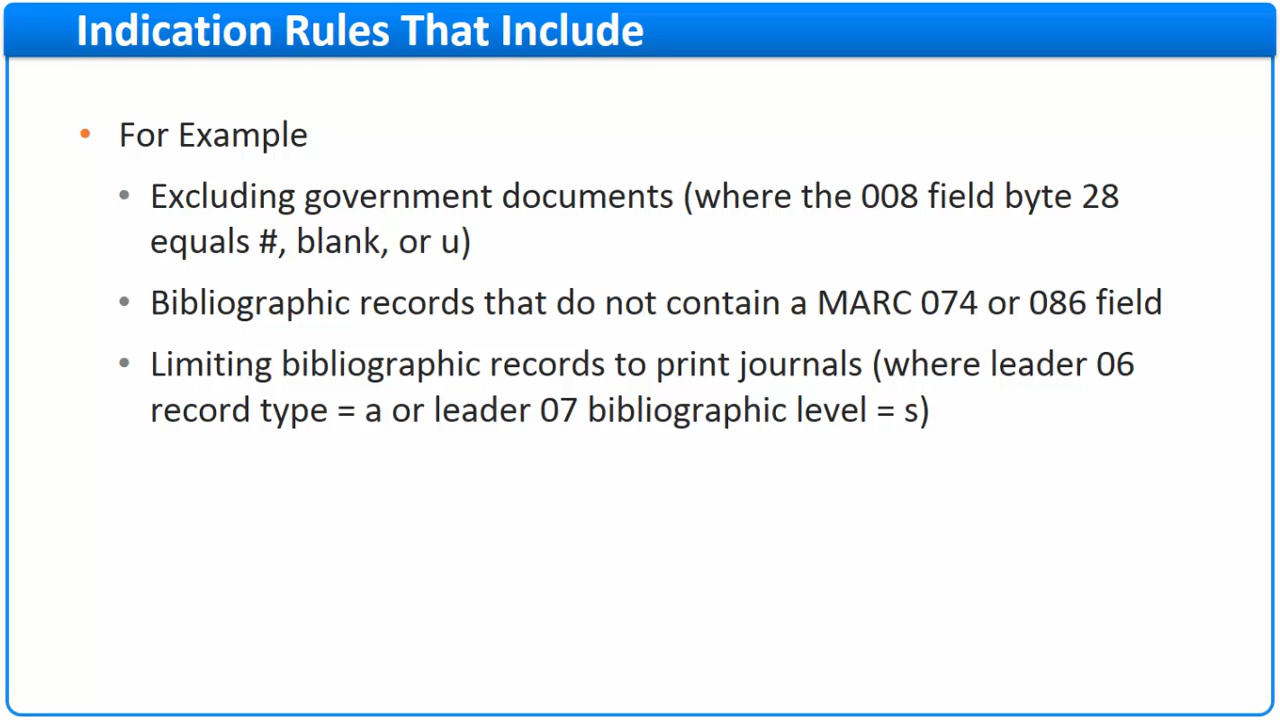 Indication Rules That Include
• For Example
• Excluding government documents (where the 008 field byte 28
equals #, blank, or u)
• Bibliographic records that do not contain a MARC 074 or 086 field
• Limiting bibliographic records to print journals (where leader 06
record type = a or leader 07 bibliographic level = s)